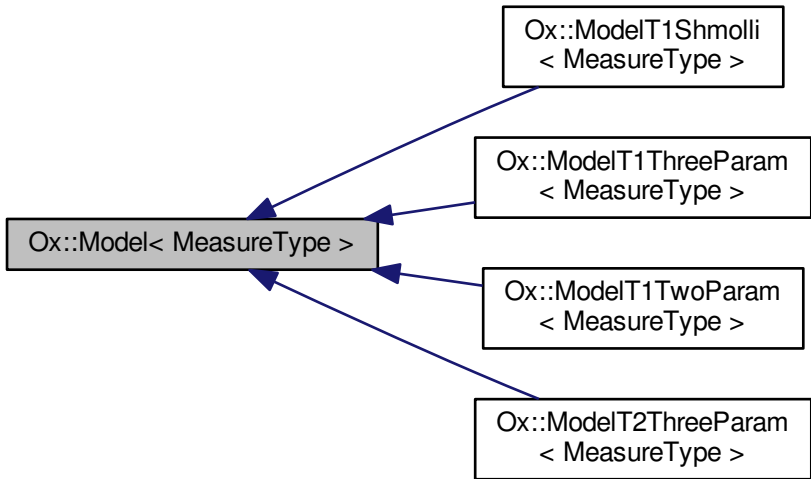 Ox::ModelT1Shmolli
< MeasureType >
Ox::ModelT1ThreeParam
< MeasureType >
Ox::Model< MeasureType >
Ox::ModelT1TwoParam
< MeasureType >
Ox::ModelT2ThreeParam
< MeasureType >